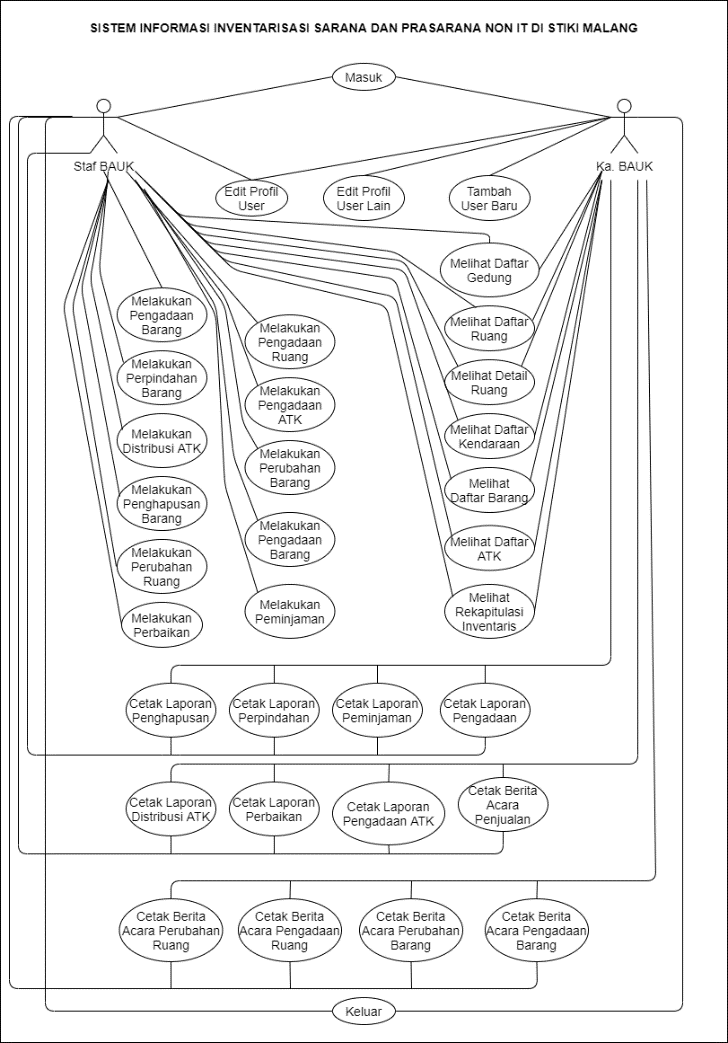 SISTEM INFORMASI INVENTARISASI SARANA DAN PRASARANA NON IT DI STIKI MALANG
Masuk
Staf BAUK
Ka. BAUK
Edit Profil
User
Edit Profil
User Lain
Tambah
User Baru
Melihat Daftar
Gedung
Melakukan
Pengadaan
Barang
Melakukan
Pengadaan
Ruang
Melihat Daftar
Ruang
Melakukan
Perpindahan
Barang
Melakukan
Pengadaan
ATK
Melihat Detail
Ruang
Melakukan
Distribusi ATK
Melakukan
Perubahan
Barang
Melihat Daftar
Kendaraan
Melakukan
Penghapusan
Barang
Melihat
Daftar Barang
Melakukan
Perubahan
Ruang
Melakukan
Pengadaan
Barang
Melihat Daftar
ATK
Melakukan
Perbaikan
Melakukan
Peminjaman
Melihat
Rekapitulasi
Inventaris
Cetak Laporan
Penghapusan
Cetak Laporan
Perpindahan
Cetak Laporan
Peminjaman
Cetak Laporan
Pengadaan
Cetak Laporan
Distribusi ATK
Cetak Laporan
Perbaikan
Cetak Laporan
Pengadaan ATK
Cetak Berita
Acara
Penjualan
Cetak Berita
Acara Perubahan
Ruang
Cetak Berita
Acara Pengadaan
Ruang
Cetak Berita
Acara Perubahan
Barang
Cetak Berita
Acara Pengadaan
Barang
Keluar